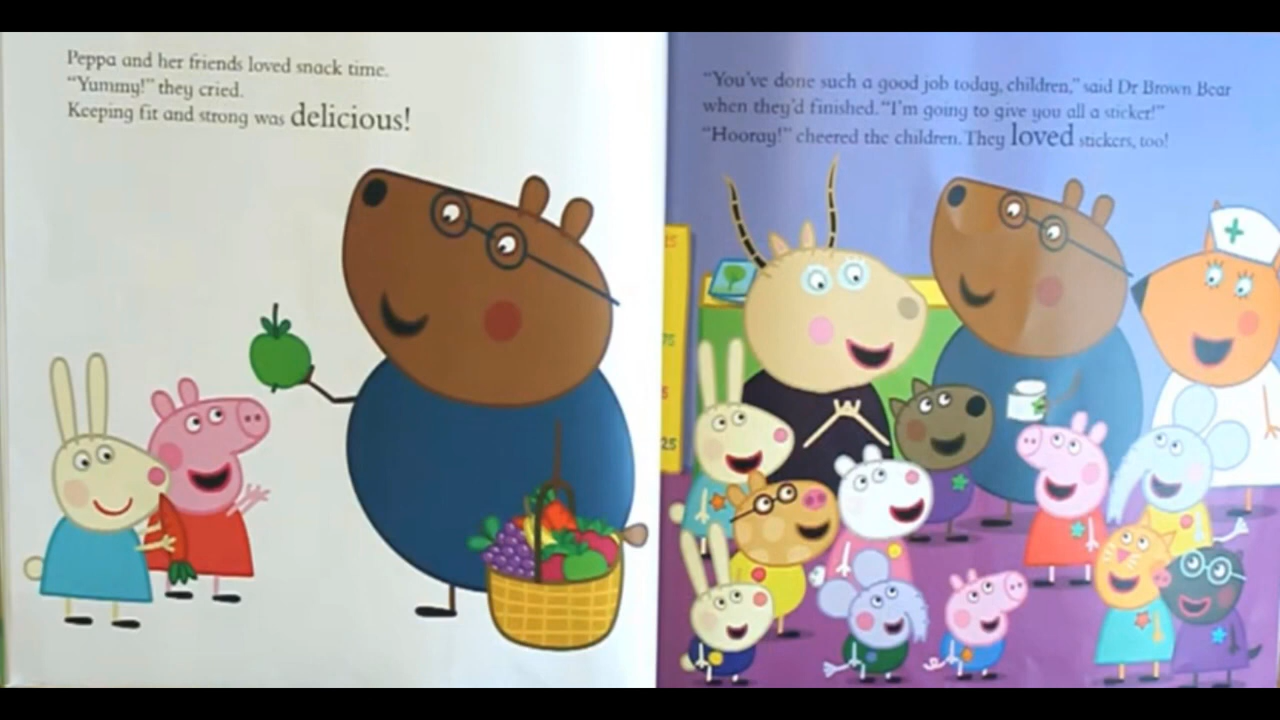 Peppa and her friends loved snack time.
“Yummy!” they cried.
Keeping fit and strong was delicious!
“You’ve done such a good job today, children,” said Dr Brown Bear
when they’d finished. “I’m going to give you all a sticker!”
“Hooray!” cheered the children. They loved stickers, too!
25